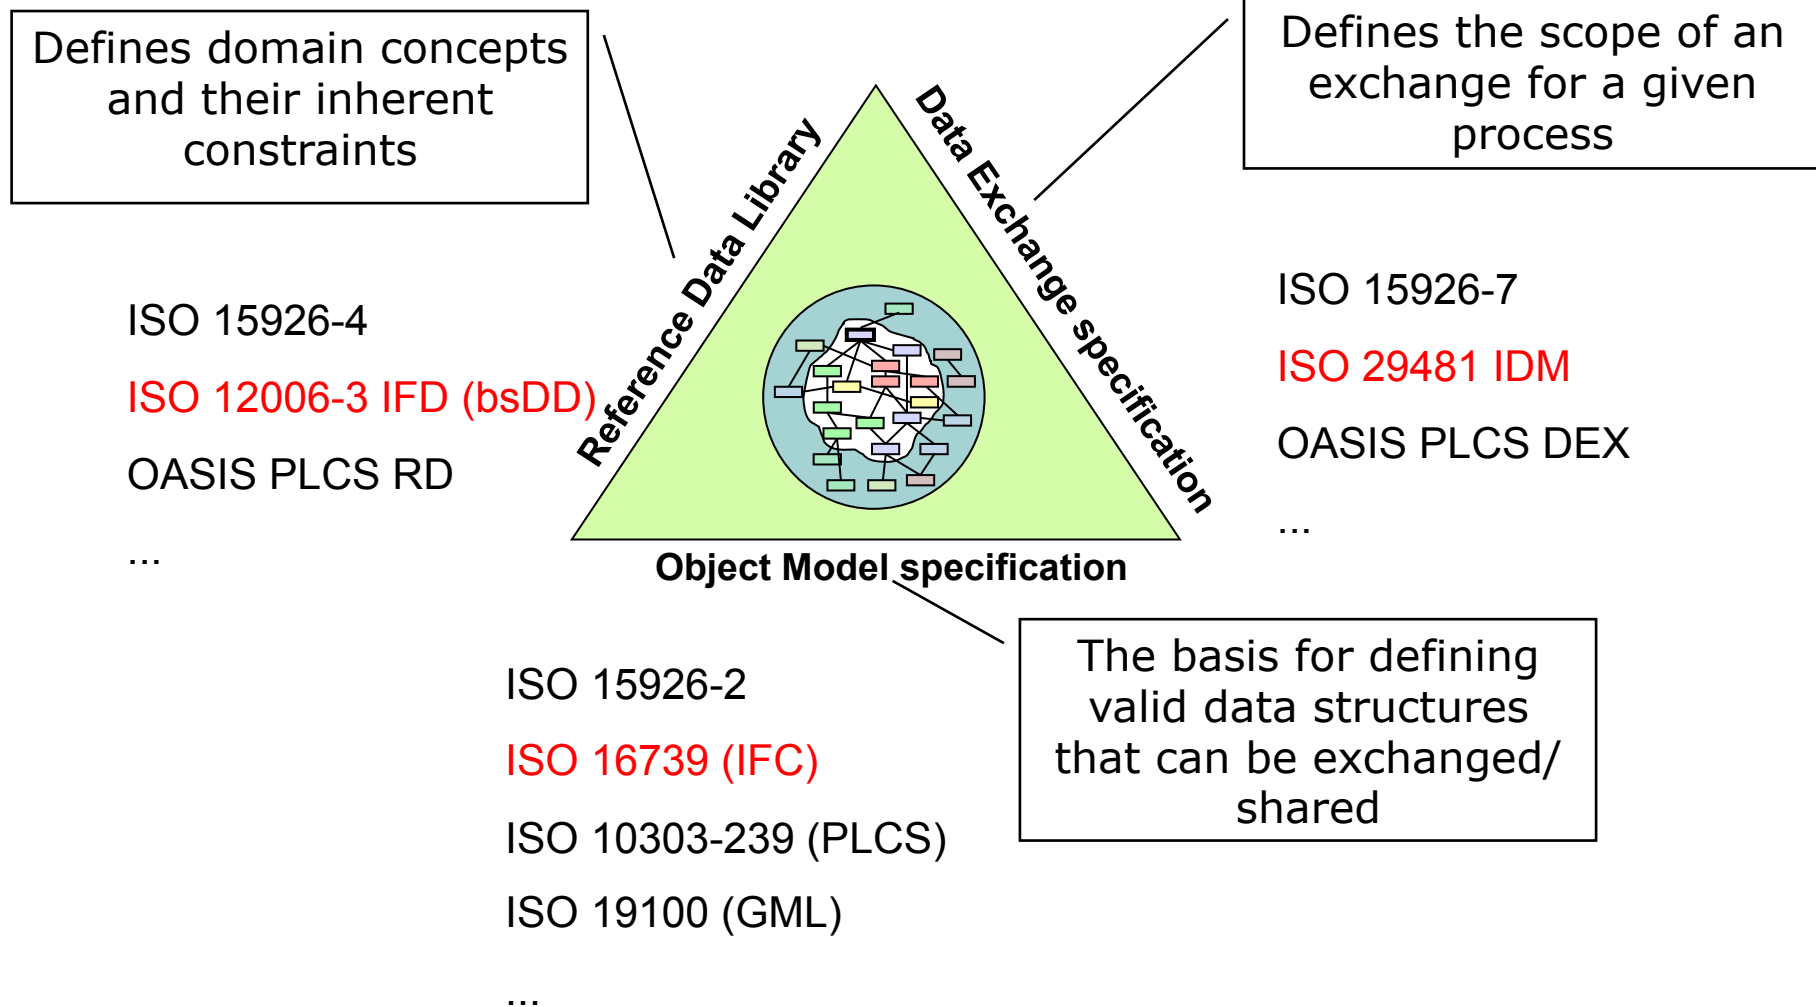 Defines domain concepts
and their inherent
constraints
Defines the scope of an
exchange for a given
process
Reference Data Library
Data Exchange specification
ISO 15926-4
ISO 12006-3 IFD (bsDD)
OASIS PLCS RD
...
ISO 15926-7
ISO 29481 IDM
OASIS PLCS DEX
...
Object Model specification
The basis for defining
valid data structures
that can be exchanged/
shared
ISO 15926-2
ISO 16739 (IFC)
ISO 10303-239 (PLCS)
ISO 19100 (GML)
...